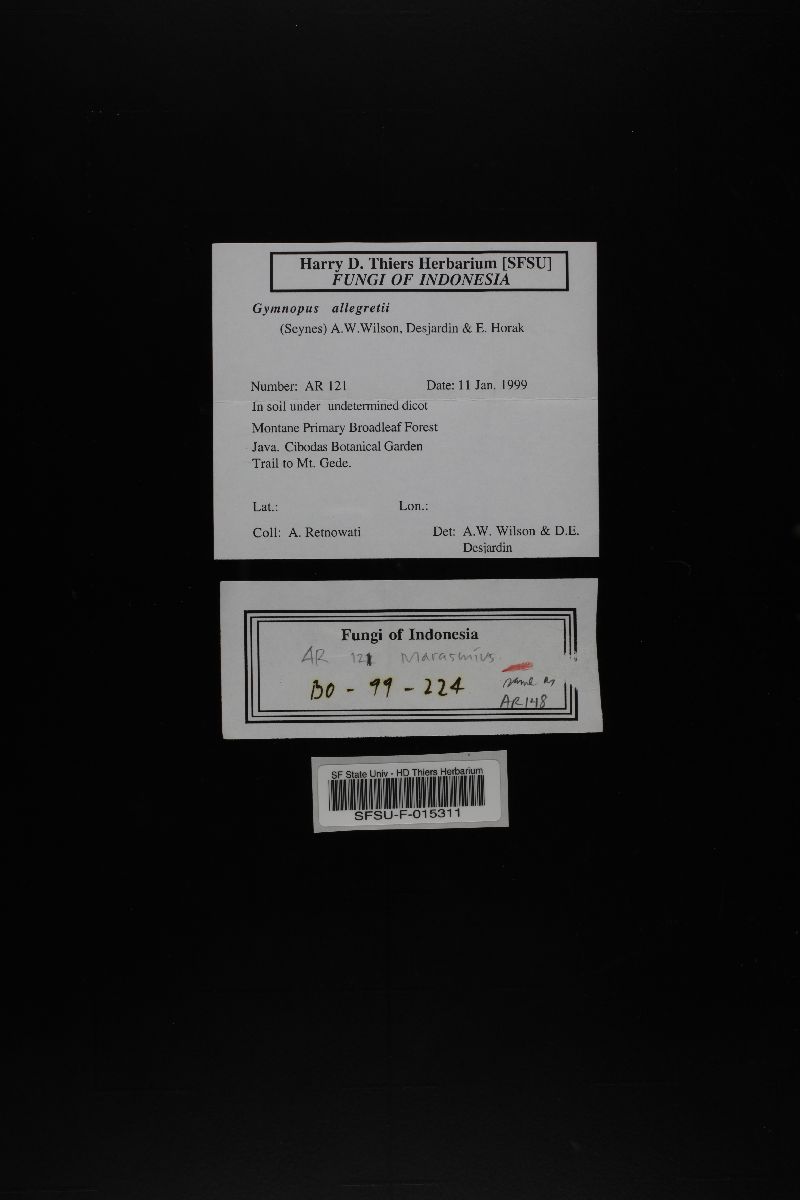 Harry D. Thiers Herbarium [SFSU]
FUNGI OF INDONESIA
Gymnopus allegretii
(Seynes) A.W.Wilson, Desjardin & E. Horak
Number: AR 121 Date: 11 Jan. 1999
In soil under undetermined dicot
Montane Primary Broadleaf Forest
Java. Cibodas Botanical Garden
Trail to Mt. Gede.
Lat.: Lon.:
Coll: A. Retnowati Det: A.W. Wilson & D.E.
Desjardin
Fungi of Indonesia
AR 121 Marasmius.
BO - 99 - 224 same as
AR148
SF State Univ - HD Thiers Herbarium
SFSU-F-015311